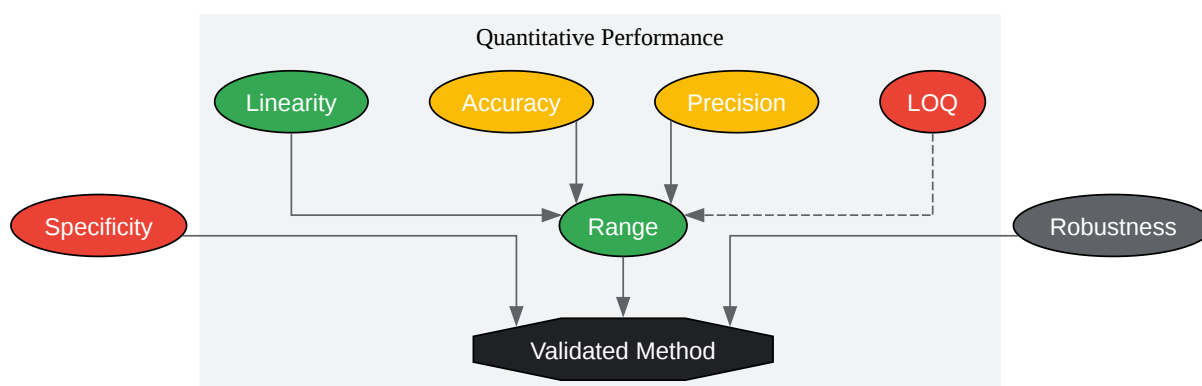 Quantitative Performance
Linearity
Accuracy
Precision
LOQ
Specificity
Range
Robustness
Validated Method